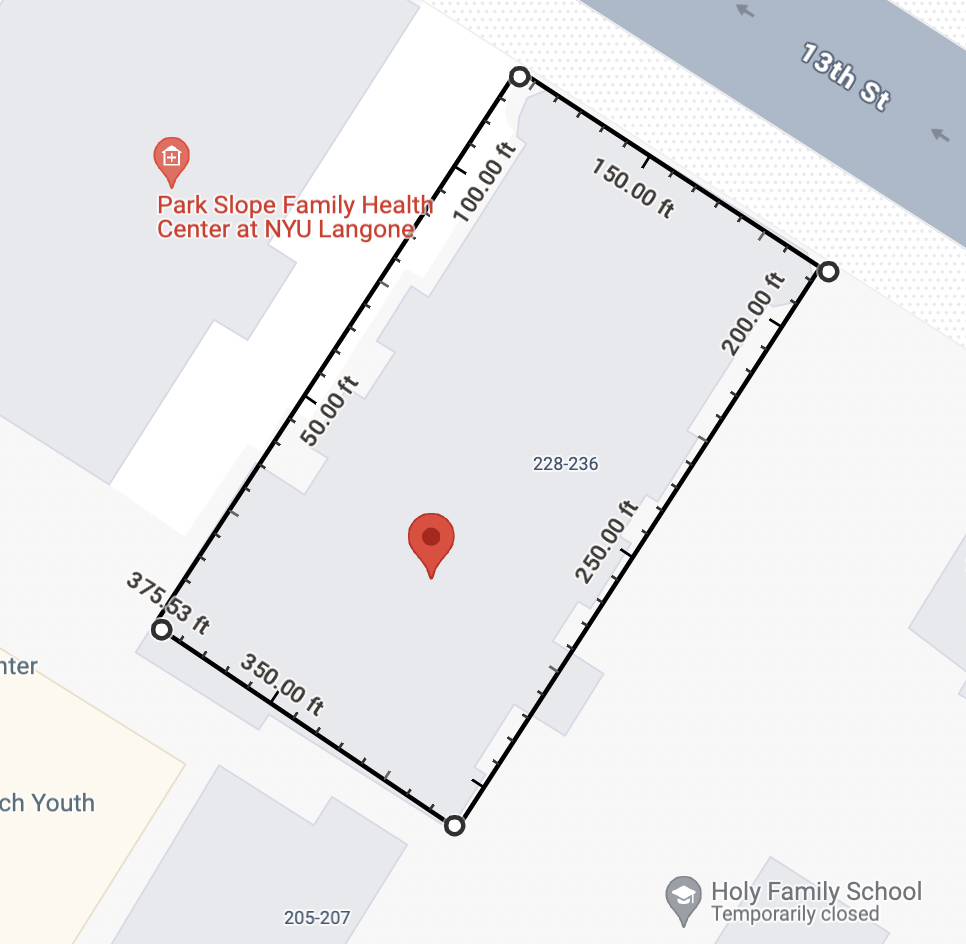 13th St
Park Slope Family Health
Center at NYU Langone
100.00 ft
150.00 ft
200.00 ft
50.00 ft
228-236
250.00 ft
375.53 ft
350.00 ft
nter
ch Youth
205-207
Holy Family School
Temporarily closed